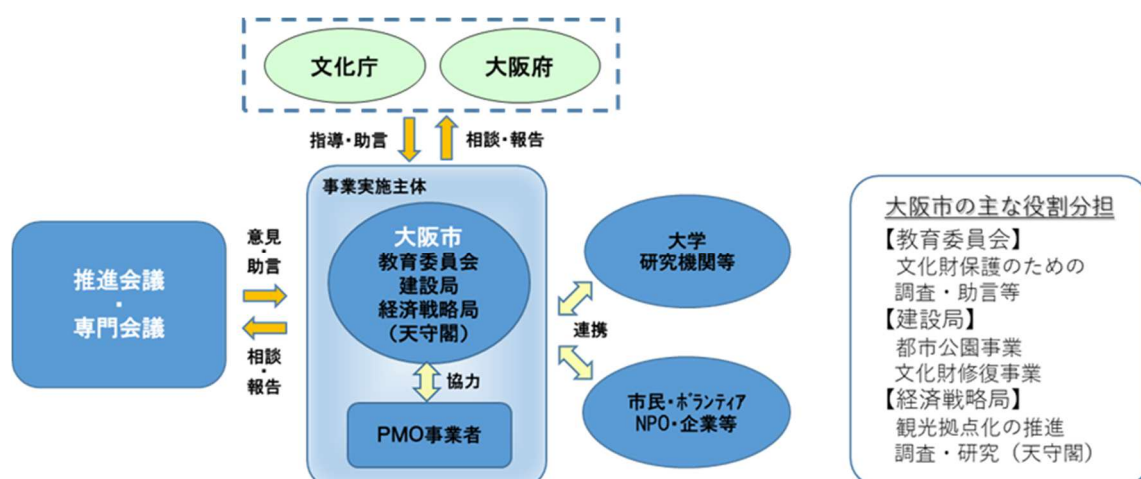 文化庁
大阪府
指導・助言
相談・報告
事業実施主体
大阪市
教育委員会
建設局
経済戦略局
（天守閣）
協力
PMO事業者
推進会議
・
専門会議
意見
・
助言
相談
・
報告
大学
研究機関等
連携
市民・ﾎﾞﾗﾝﾃｨｱ
NPO・企業等
大阪市の主な役割分担
【教育委員会】
文化財保護のための
調査・助言等
【建設局】
都市公園事業
文化財修復事業
【経済戦略局】
観光拠点化の推進
調査・研究（天守閣）